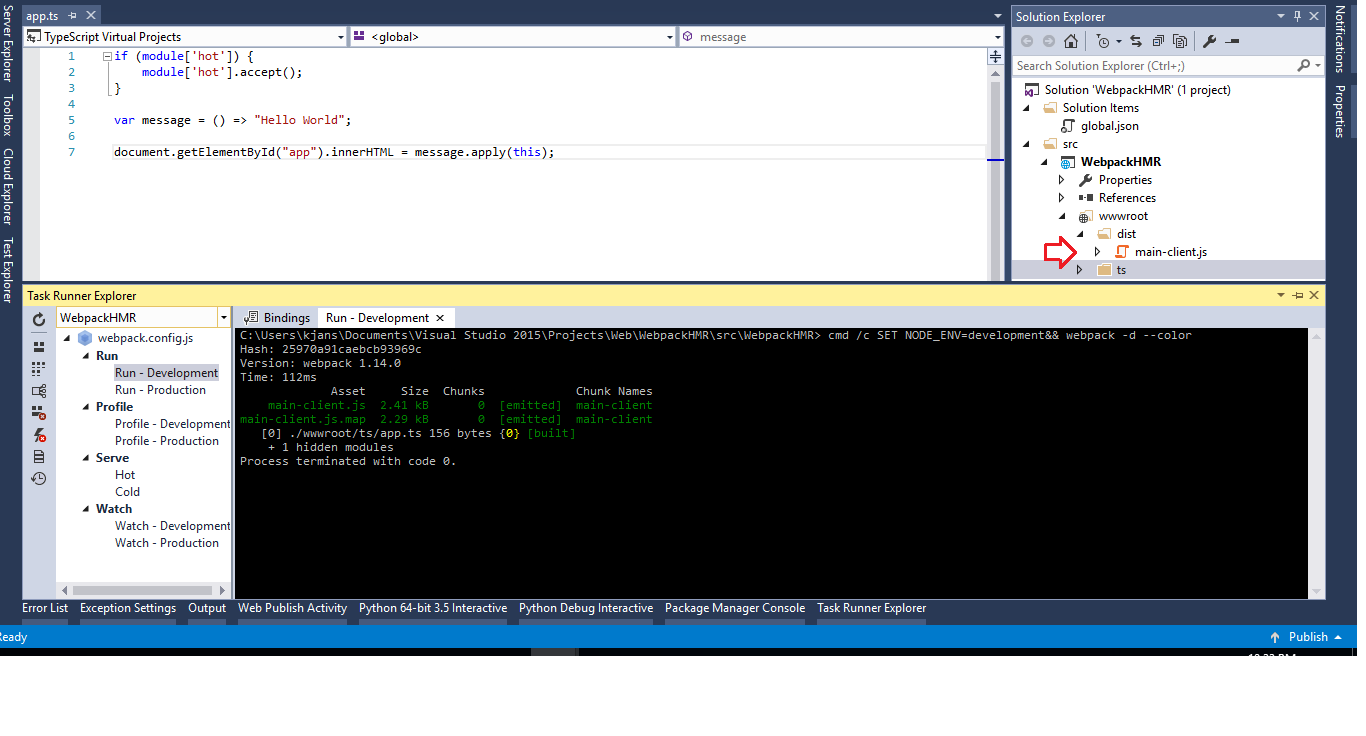 Server Explorer
Toolbox
Cloud Explorer
Test Explorer
app.ts
TypeScript Virtual Projects
<global>
message
1 if (module['hot']) {
2 module['hot'].accept();
3 }
4
5 var message = () => "Hello World";
6
7 document.getElementById("app").innerHTML = message.apply(this);
Solution Explorer
Search Solution Explorer (Ctrl+;)
Solution 'WebpackHMR' (1 project)
Solution Items
global.json
src
WebpackHMR
Properties
References
wwwroot
dist
main-client.js
ts
Notifications
Properties
Task Runner Explorer
WebpackHMR
webpack.config.js
Run
Run - Development
Run - Production
Profile
Profile - Development
Profile - Production
Serve
Hot
Cold
Watch
Watch - Development
Watch - Production
Bindings
Run - Development
C:\Users\kjans\Documents\Visual Studio 2015\Projects\Web\WebpackHMR\src\WebpackHMR> cmd /c SET NODE_ENV=development&& webpack -d --color
Hash: 25970a91caebcb93969c
Version: webpack 1.14.0
Time: 112ms
Asset Size Chunks Chunk Names
main-client.js 2.41 kB 0 [emitted] main-client
main-client.js.map 2.29 kB 0 [emitted] main-client
[0] ./wwwroot/ts/app.ts 156 bytes {0} [built]
+ 1 hidden modules
Process terminated with code 0.
Error List Exception Settings Output Web Publish Activity Python 64-bit 3.5 Interactive Python Debug Interactive Package Manager Console Task Runner Explorer
eady
Publish